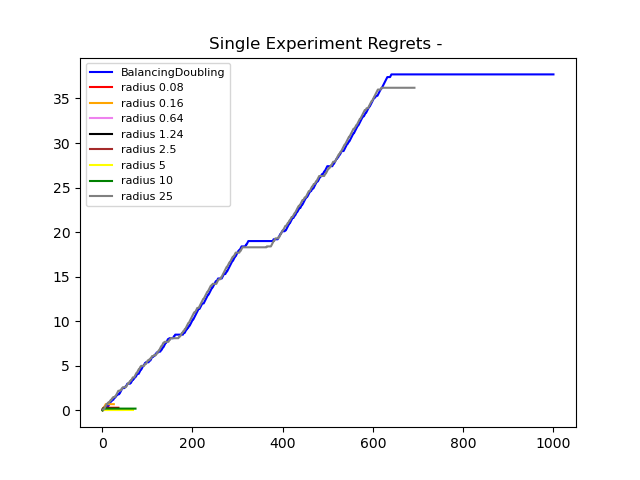 Single Experiment Regrets -
BalancingDoubling
radius 0.08
radius 0.16
radius 0.64
radius 1.24
radius 2.5
radius 5
radius 10
radius 25
35
30
25
20
15
10
5
0
0 200 400 600 800 1000